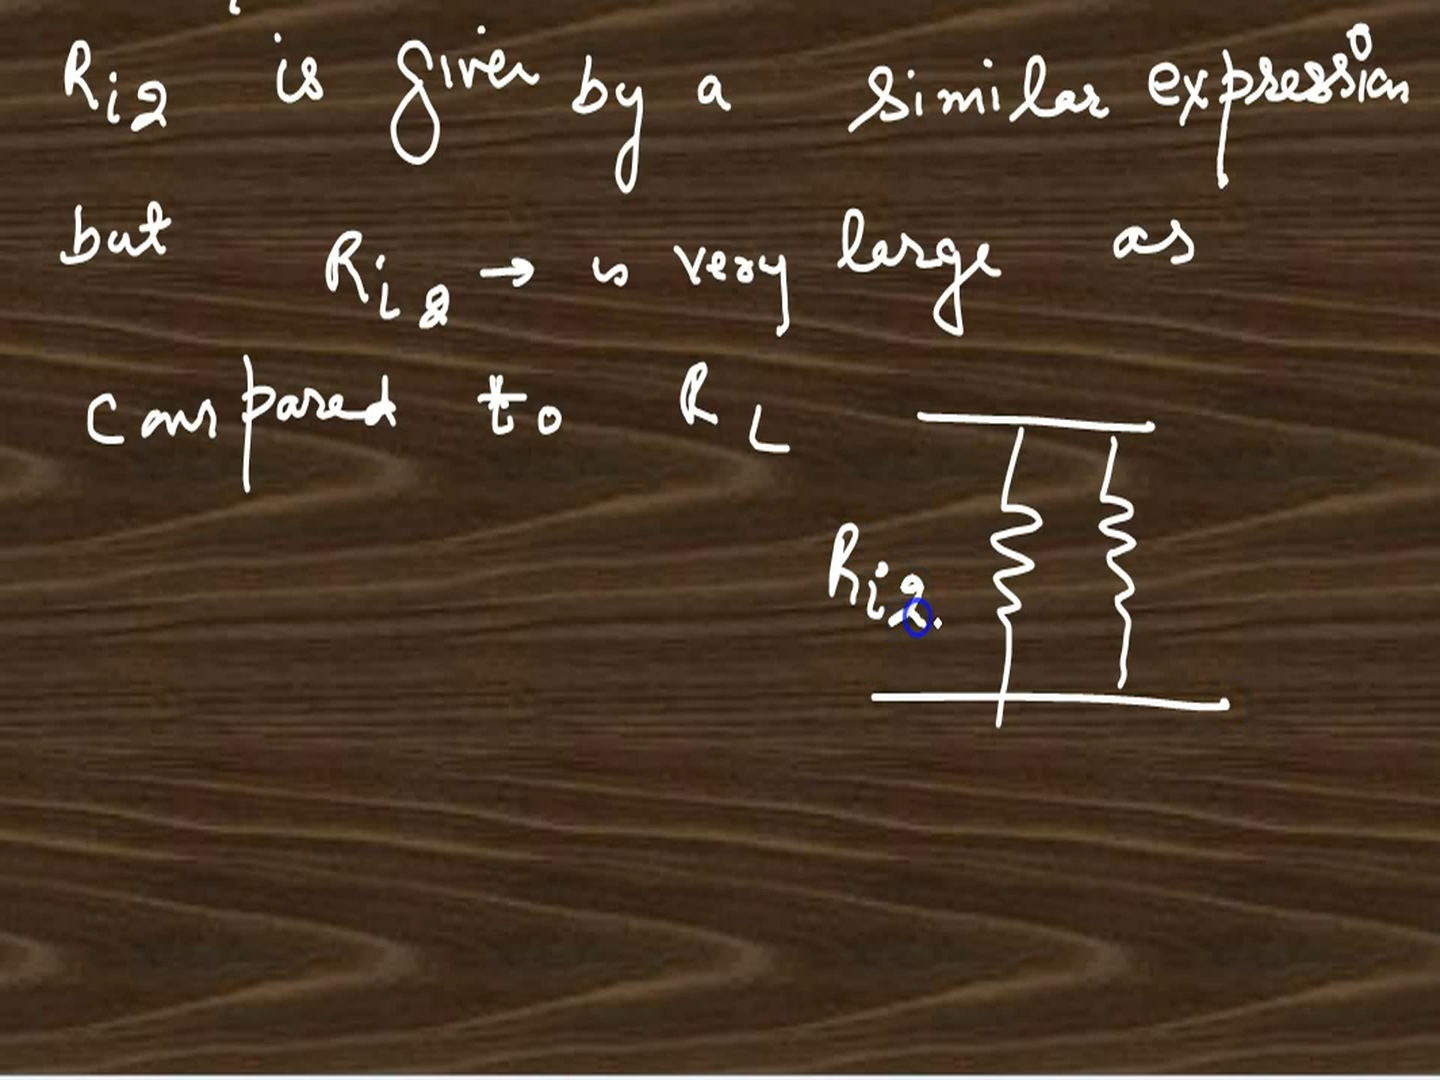 Ri2 is given by a similar expression
but Ri2 → is very large as
compared to RL
Ri2.